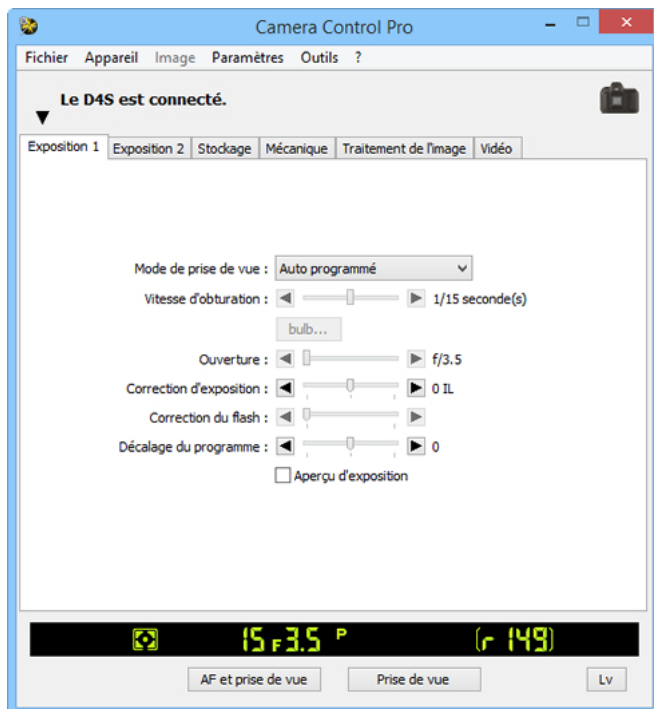 Camera Control Pro
Fichier Appareil Image Paramètres Outils ?
Le D4S est connecté.
Exposition 1 Exposition 2 Stockage Mécanique Traitement de l'image Vidéo
Mode de prise de vue : Auto programmé
Vitesse d'obturation : 1/15 seconde(s)
bulb...
Ouverture : f/3.5
Correction d'exposition : 0 IL
Correction du flash :
Décalage du programme : 0
Aperçu d'exposition
15 F3.5 P (r 149)
AF et prise de vue Prise de vue Lv